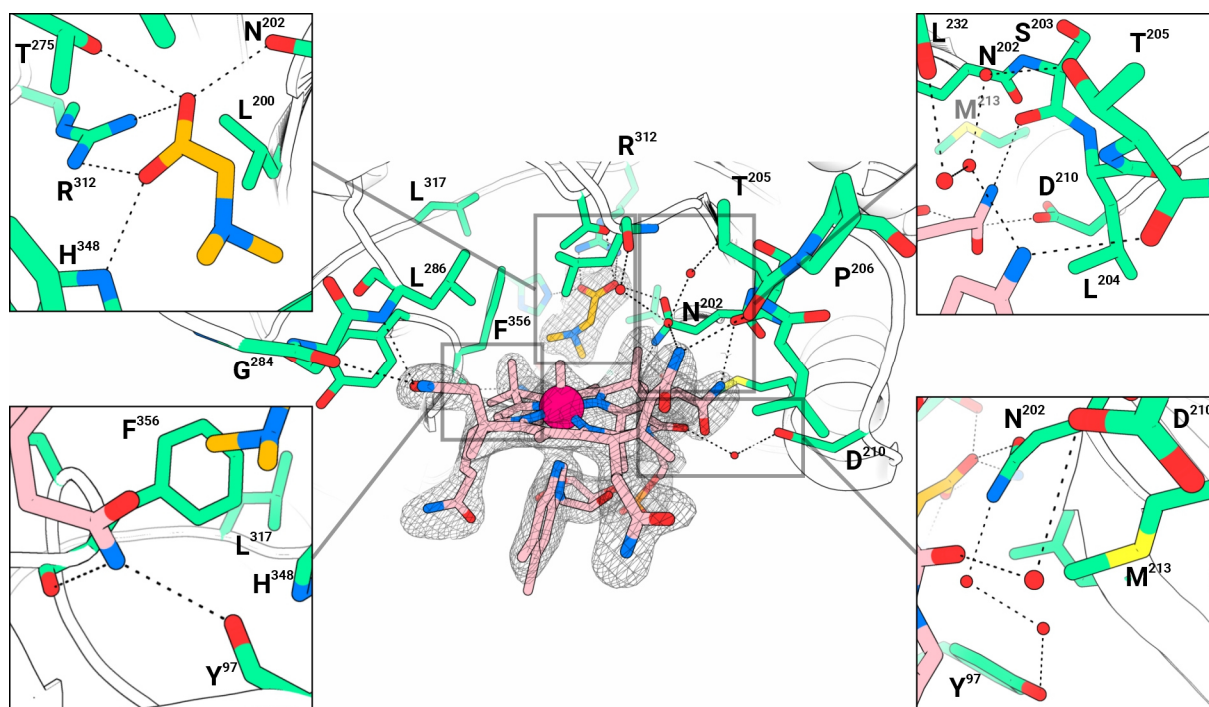 N²⁰²
T²⁷⁵
L²⁰⁰
R³¹²
H³⁴⁸
R³¹²
L³¹⁷
T²⁰⁵
L²⁸⁶
P²⁰⁶
F³⁵⁶
N²⁰²
G²⁸⁴
D²¹⁰
L²³²
S²⁰³
N²⁰²
T²⁰⁵
M²¹³
D²¹⁰
L²⁰⁴
F³⁵⁶
L³¹⁷
H³⁴⁸
Y⁹⁷
N²⁰²
D²¹⁰
M²¹³
Y⁹⁷